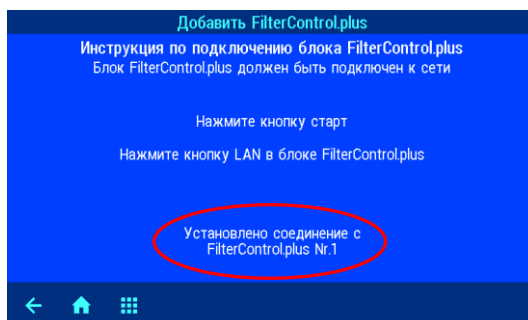 Добавить FilterControl.plus
Инструкция по подключению блока FilterControl.plus
Блок FilterControl.plus должен быть подключен к сети
Нажмите кнопку старт
Нажмите кнопку LAN в блоке FilterControl.plus
Установлено соединение с
FilterControl.plus Nr.1